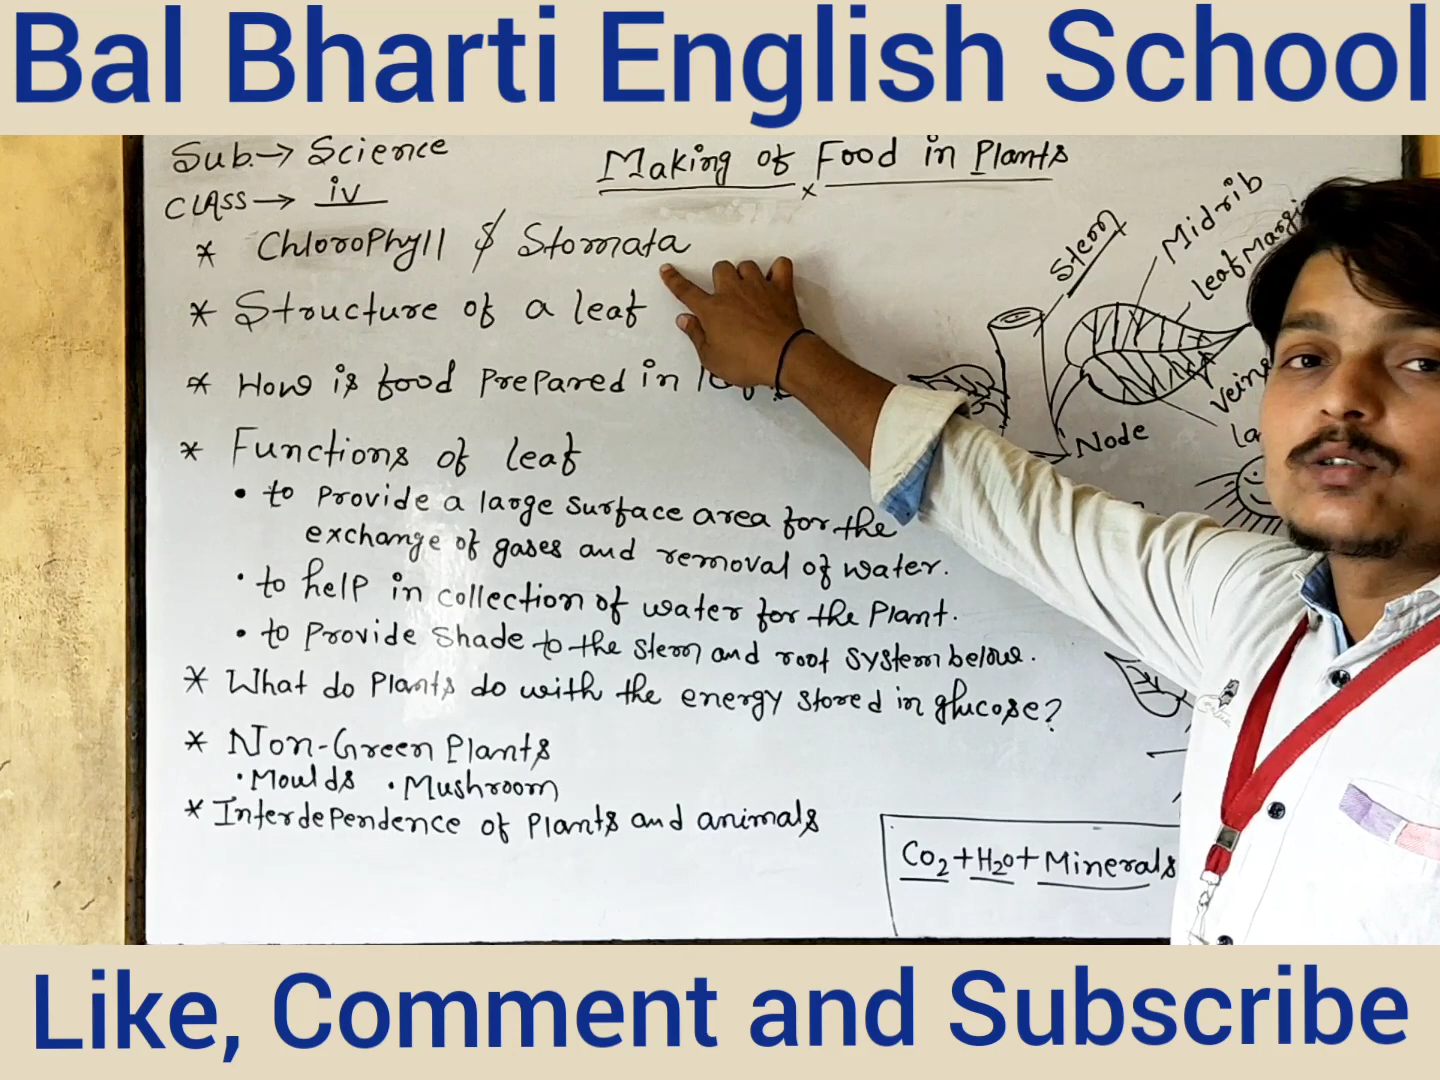 Bal Bharti English School
Sub.→ Science
Making of Food in Plants
CLASS→ iv
* Chlorophyll & Stomata
* Structure of a leaf
* How is food prepared in
* Functions of leaf
• to provide a large surface area for the
exchange of gases and removal of water.
• to help in collection of water for the Plant.
• to provide shade to the stem and root system below.
* What do plants do with the energy stored in glucose?
* Non-Green Plants
• Moulds • Mushroom
* Interdependence of plants and animals
Stem
Midrib
leaf
Veins
Node
CO2+H2O+Minerals
Like, Comment and Subscribe